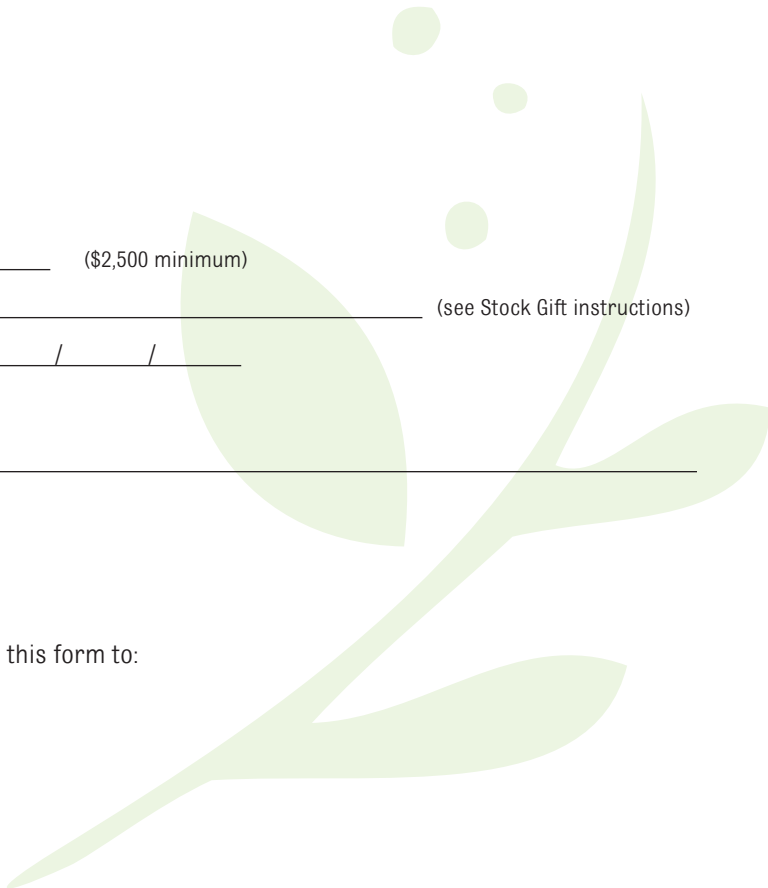 ($2,500 minimum)
(see Stock Gift instructions)
/ /
this form to: